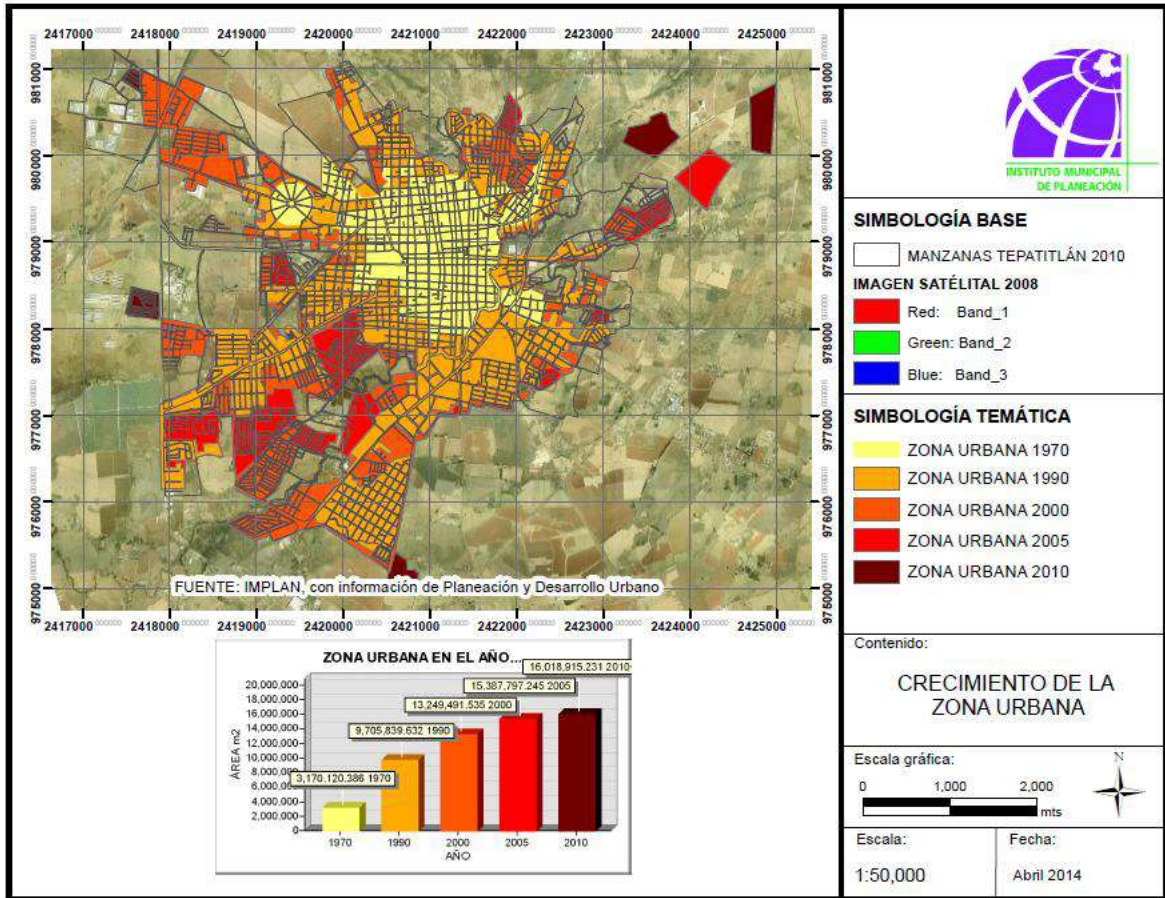 2417000 2418000 2419000 2420000 2421000 2422000 2423000 2424000 2425000
981000
980000
979000
978000
977000
976000
975000
981000
980000
979000
978000
977000
976000
975000
FUENTE: IMPLAN, con información de Planeación y Desarrollo Urbano
2417000 2418000 2419000 2420000 2421000 2422000 2423000 2424000 2425000
ZONA URBANA EN EL AÑO...
16,018,915.231 2010
15,387,797.245 2005
13,249,491.535 2000
9,705,839.632 1990
3,170,120.386 1970
ÁREA m2
20,000,000
18,000,000
16,000,000
14,000,000
12,000,000
10,000,000
8,000,000
6,000,000
4,000,000
2,000,000
0
1970 1990 2000 2005 2010
AÑO
INSTITUTO MUNICIPAL
DE PLANEACIÓN
SIMBOLOGÍA BASE
MANZANAS TEPATITLÁN 2010
IMAGEN SATÉLITAL 2008
Red: Band_1
Green: Band_2
Blue: Band_3
SIMBOLOGÍA TEMÁTICA
ZONA URBANA 1970
ZONA URBANA 1990
ZONA URBANA 2000
ZONA URBANA 2005
ZONA URBANA 2010
Contenido:
CRECIMIENTO DE LA
ZONA URBANA
Escala gráfica:
N
0 1,000 2,000
mts
Escala:
1:50,000
Fecha:
Abril 2014